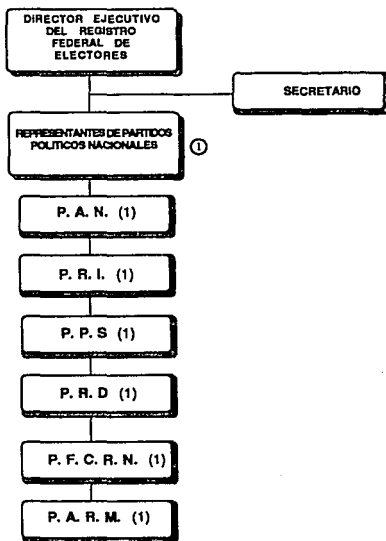 DIRECTOR EJECUTIVO
DEL REGISTRO
FEDERAL DE
ELECTORES
SECRETARIO
REPRESENTANTES DE PARTIDOS
POLITICOS NACIONALES
①
P. A. N. (1)
P. R. I. (1)
P. P. S (1)
P. R. D (1)
P. F. C. R. N. (1)
P. A. R. M. (1)